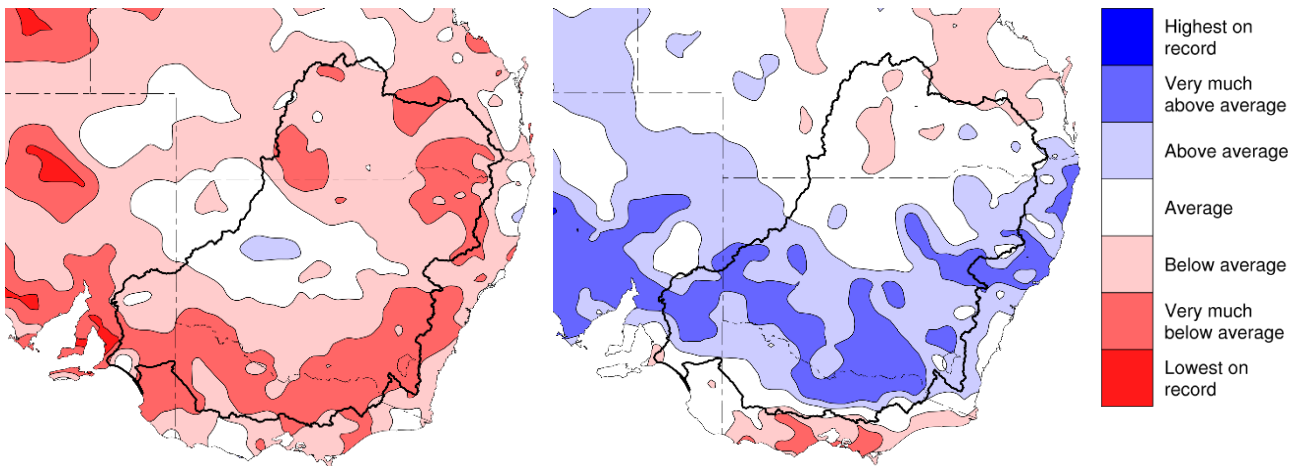 Highest on
record
Very much
above average
Above average
Average
Below average
Very much
below average
Lowest on
record